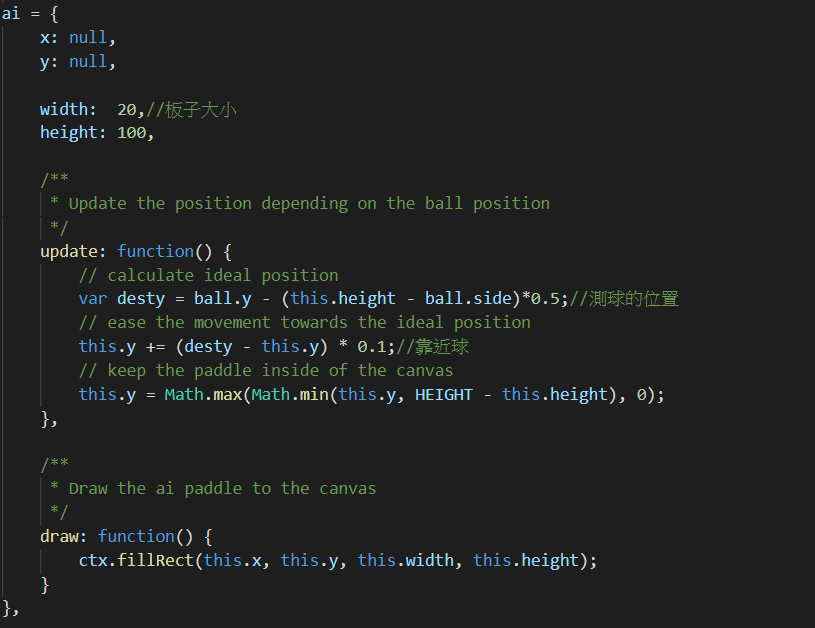 ai = {
    x: null,
    y: null,

    width:  20,//板子大小
    height: 100,

    /**
     * Update the position depending on the ball position
     */
    update: function() {
        // calculate ideal position
        var desty = ball.y - (this.height - ball.side)*0.5;//測球的位置
        // ease the movement towards the ideal position
        this.y += (desty - this.y) * 0.1;//靠近球
        // keep the paddle inside of the canvas
        this.y = Math.max(Math.min(this.y, HEIGHT - this.height), 0);
    },

    /**
     * Draw the ai paddle to the canvas
     */
    draw: function() {
        ctx.fillRect(this.x, this.y, this.width, this.height);
    }
},